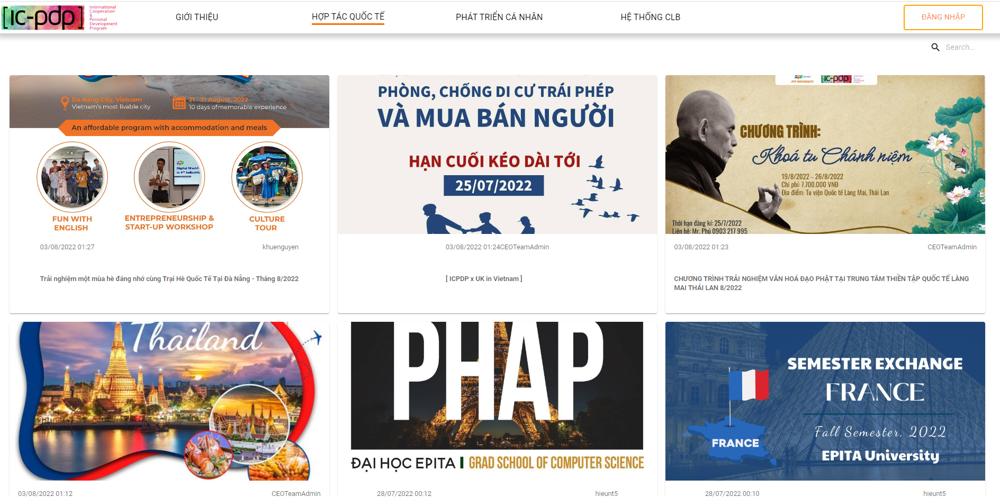 [ic-pdp]
International
Cooperation
&
Personal
Development
Program
GIỚI THIỆU
HỢP TÁC QUỐC TẾ
PHÁT TRIỂN CÁ NHÂN
HỆ THỐNG CLB
ĐĂNG NHẬP
Search...
Da Nang City, Vietnam
Vietnam's most livable city
21 - 31 August, 2022
10 days of memorable experience
An affordable program with accommodation and meals
FUN WITH
ENGLISH
ENTREPRENEURSHIP &
START-UP WORKSHOP
CULTURE
TOUR
03/08/2022 01:27
khuenguyen
Trải nghiệm một mùa hè đáng nhớ cùng Trại Hè Quốc Tế Tại Đà Nẵng - Tháng 8/2022
PHÒNG, CHỐNG DI CƯ TRÁI PHÉP
VÀ MUA BÁN NGƯỜI
HẠN CUỐI KÉO DÀI TỚI
25/07/2022
03/08/2022 01:24CEOTeamAdmin
[ ICPDP x UK in Vietnam ]
FPT UNIVERSITY
ic-pdp
CHƯƠNG TRÌNH:
Khoá tu Chánh niệm
19/8/2022 – 26/8/2022
Chi phí: 7.700.000 VNĐ
Địa điểm: Tu viện Quốc tế Làng Mai, Thái Lan
Thời hạn đăng kí: 25/7/2022
Liên hệ: Mr. Phú 0903 217 995
03/08/2022 01:23
CEOTeamAdmin
CHƯƠNG TRÌNH TRẢI NGHIỆM VĂN HOÁ ĐẠO PHẬT TẠI TRUNG TÂM THIỀN TẬP QUỐC TẾ LÀNG
MAI THÁI LAN 8/2022
Thailand
03/08/2022 01:12
CEOTeamAdmin
PHÁP
ĐẠI HỌC EPITA
GRAD SCHOOL OF COMPUTER SCIENCE
28/07/2022 00:12
hieunt5
SEMESTER EXCHANGE
FRANCE
Fall Semester, 2022
EPITA University
FRANCE
28/07/2022 00:10
hieunt5